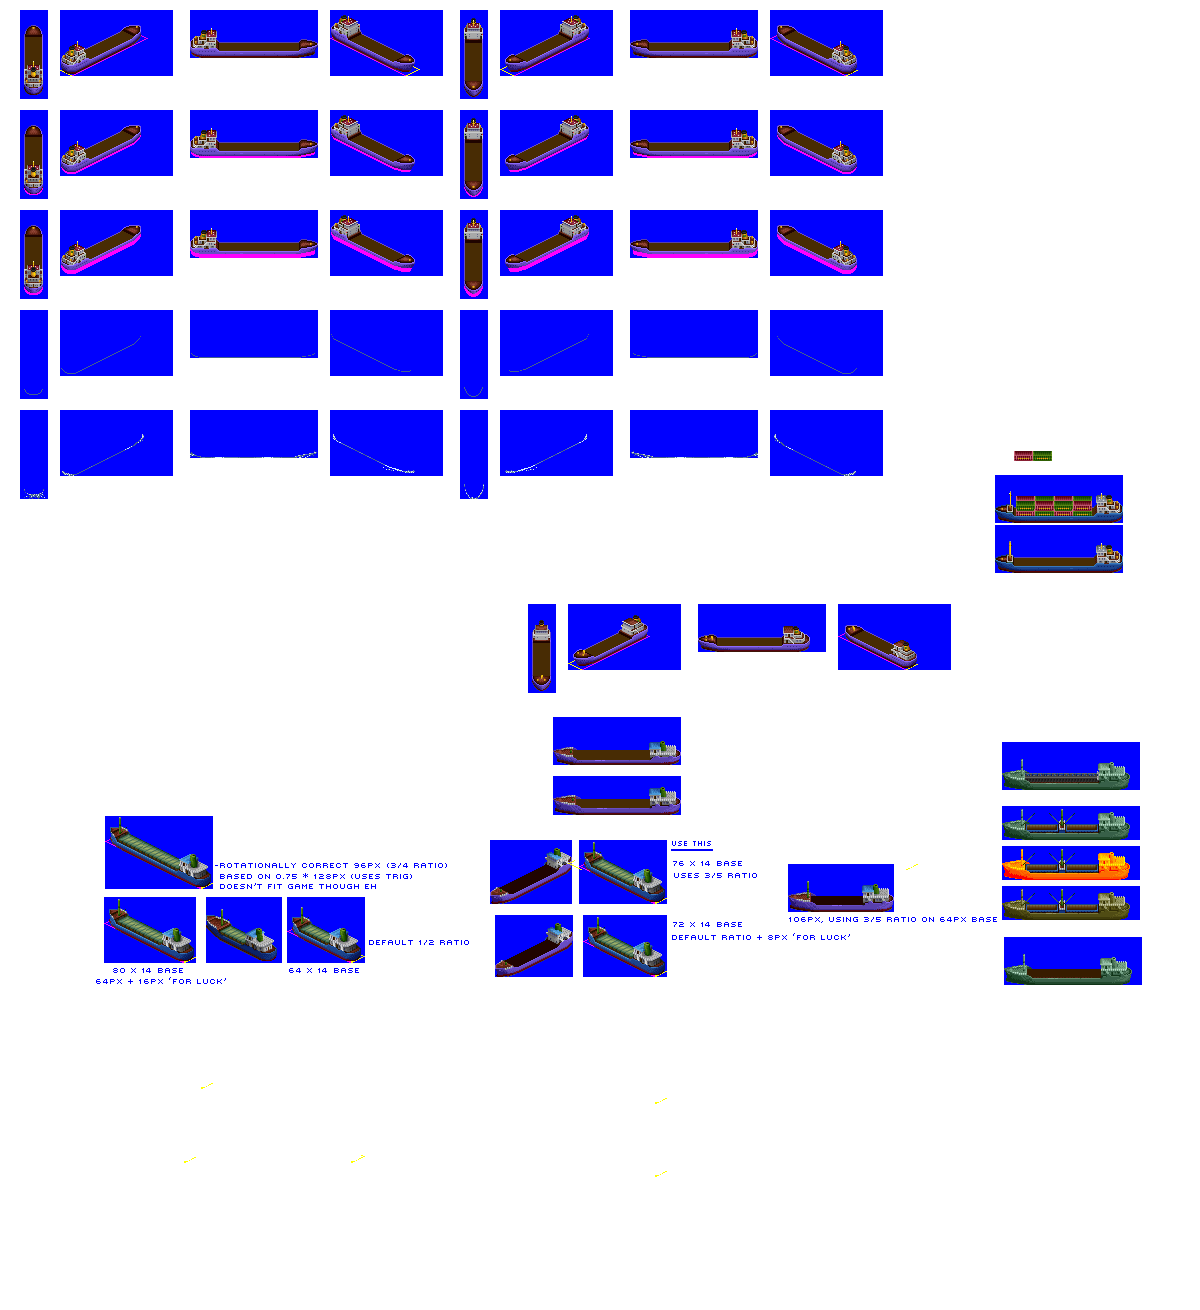 USE THIS
76 X 14 BASE
USES 3/5 RATIO
-ROTATIONALLY CORRECT 96PX (3/4 RATIO)
BASED ON 0.75 * 128PX (USES TRIG)
DOESN'T FIT GAME THOUGH EH
106PX, USING 3/5 RATIO ON 64PX BASE
72 X 14 BASE
DEFAULT RATIO + 8PX 'FOR LUCK'
DEFAULT 1/2 RATIO
80 X 14 BASE
64PX + 16PX 'FOR LUCK'
64 X 14 BASE